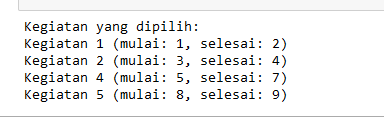 Kegiatan yang dipilih:
Kegiatan 1 (mulai: 1, selesai: 2)
Kegiatan 2 (mulai: 3, selesai: 4)
Kegiatan 4 (mulai: 5, selesai: 7)
Kegiatan 5 (mulai: 8, selesai: 9)